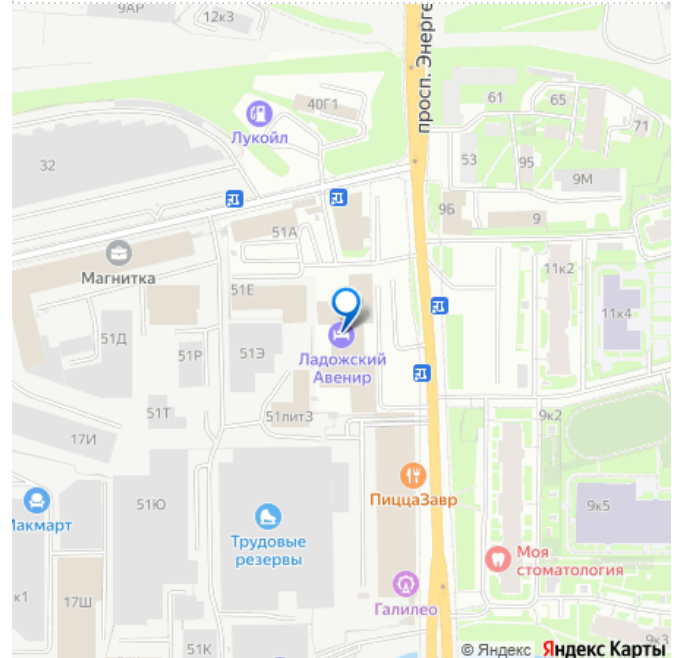 9АР
12к3
просп. Энерге
40Г1
Лукойл
61
65
71
32
53
95
9М
9Б
9
51А
Магнитка
11к2
51Е
11к4
51Д
51Р
51Э
Ладожский
Авенир
51Т
51лит3
9к2
17И
51Ю
ПиццаЗавр
9к5
Макмарт
Трудовые
резервы
Моя
стоматология
к1
17Ш
Галилео
51К
9к3
© Яндекс Яндекс Карты